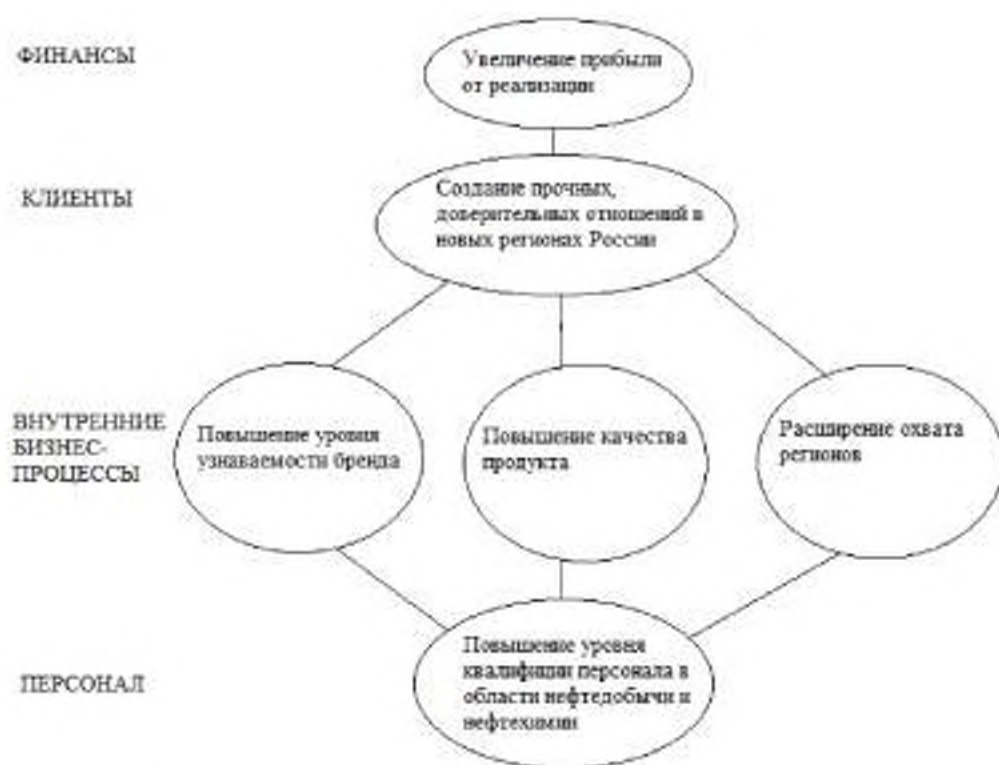 ФИНАНСЫ
Увеличение прибыли
от реализации
КЛИЕНТЫ
Создание прочных,
доверительных отношений в
новых регионах России
ВНУТРЕННИЕ
БИЗНЕС-
ПРОЦЕССЫ
Повышение уровня
узнаваемости бренда
Повышение качества
продукта
Расширение охвата
регионов
ПЕРСОНАЛ
Повышение уровня
квалифиции персонала в
области нефтедобычи и
нефтехимии